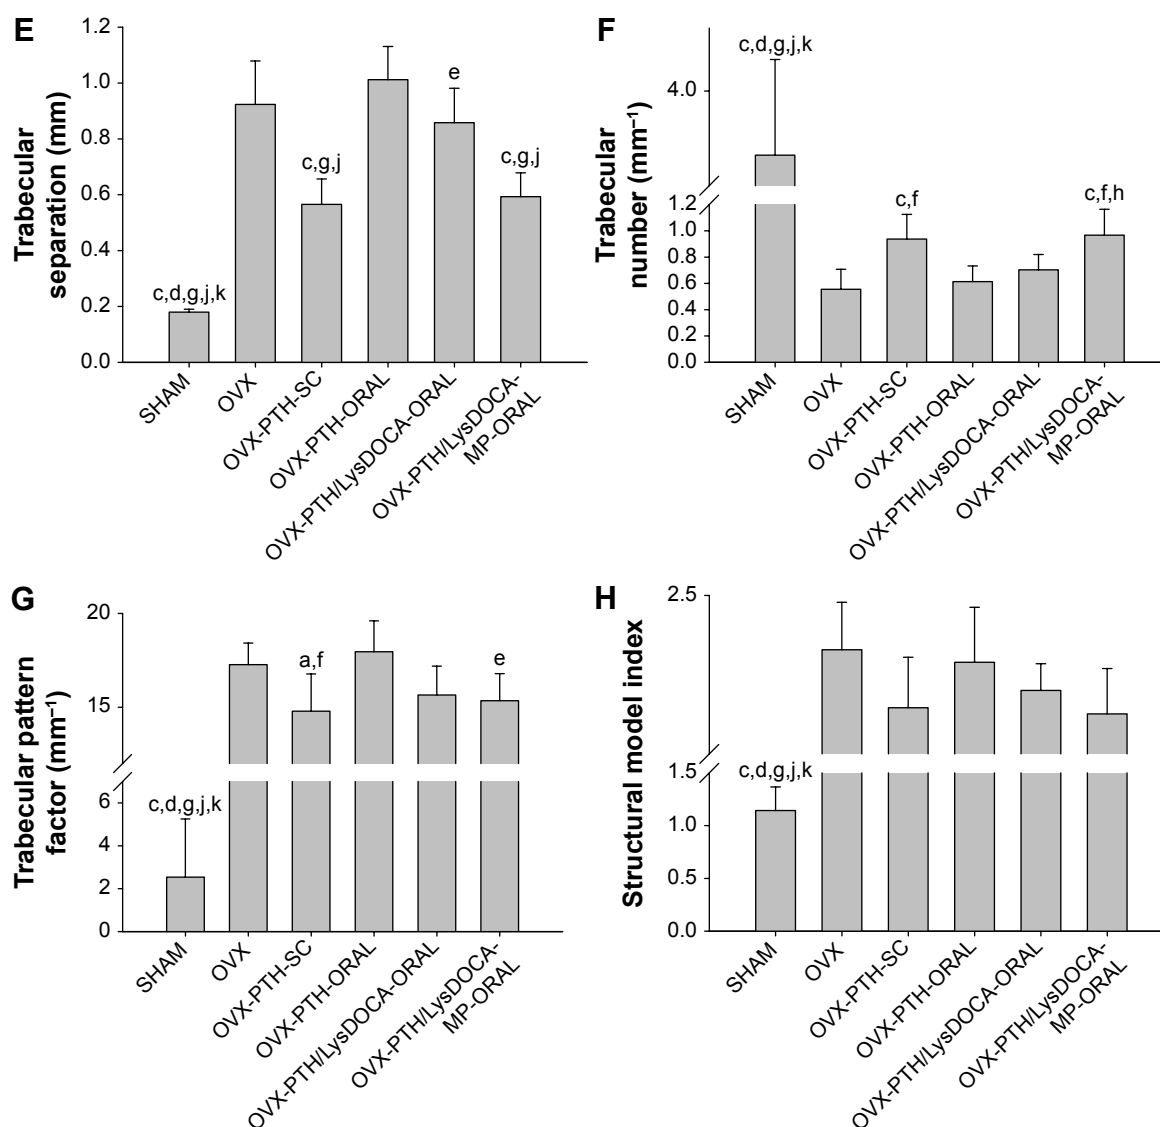 E
Trabecular
separation (mm)
1.2
1.0
0.8
0.6
0.4
0.2
0.0
c,d,g,j,k
c,g,j
e
c,g,j
SHAM
OVX
OVX-PTH-SC
OVX-PTH-ORAL
OVX-PTH/LysDOCA-ORAL
OVX-PTH/LysDOCA-
MP-ORAL
F
Trabecular
number (mm⁻¹)
4.0
1.2
1.0
0.8
0.6
0.4
0.2
0.0
c,d,g,j,k
c,f
c,f,h
SHAM
OVX
OVX-PTH-SC
OVX-PTH-ORAL
OVX-PTH/LysDOCA-ORAL
OVX-PTH/LysDOCA-
MP-ORAL
G
Trabecular pattern
factor (mm⁻¹)
20
15
6
4
2
0
c,d,g,j,k
a,f
e
SHAM
OVX
OVX-PTH-SC
OVX-PTH-ORAL
OVX-PTH/LysDOCA-ORAL
OVX-PTH/LysDOCA-
MP-ORAL
H
Structural model index
2.5
1.5
1.0
0.5
0.0
c,d,g,j,k
SHAM
OVX
OVX-PTH-SC
OVX-PTH-ORAL
OVX-PTH/LysDOCA-ORAL
OVX-PTH/LysDOCA-
MP-ORAL